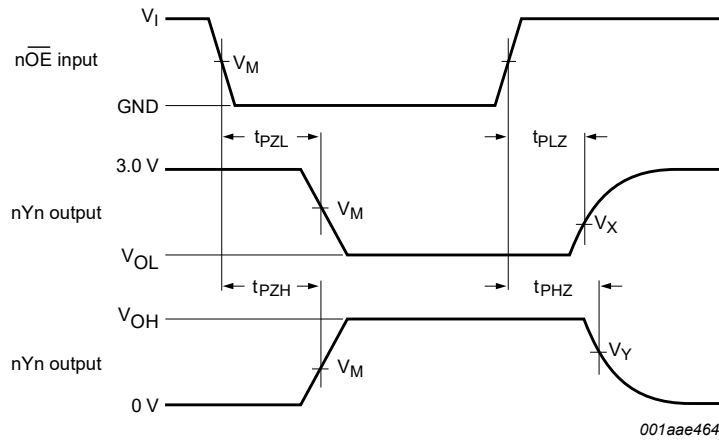 V_I
nO̅E̅ input
V_M
GND
t_PZL
t_PLZ
3.0 V
nYn output
V_M
V_X
V_OL
t_PZH
t_PHZ
V_OH
nYn output
V_M
V_Y
0 V
001aae464